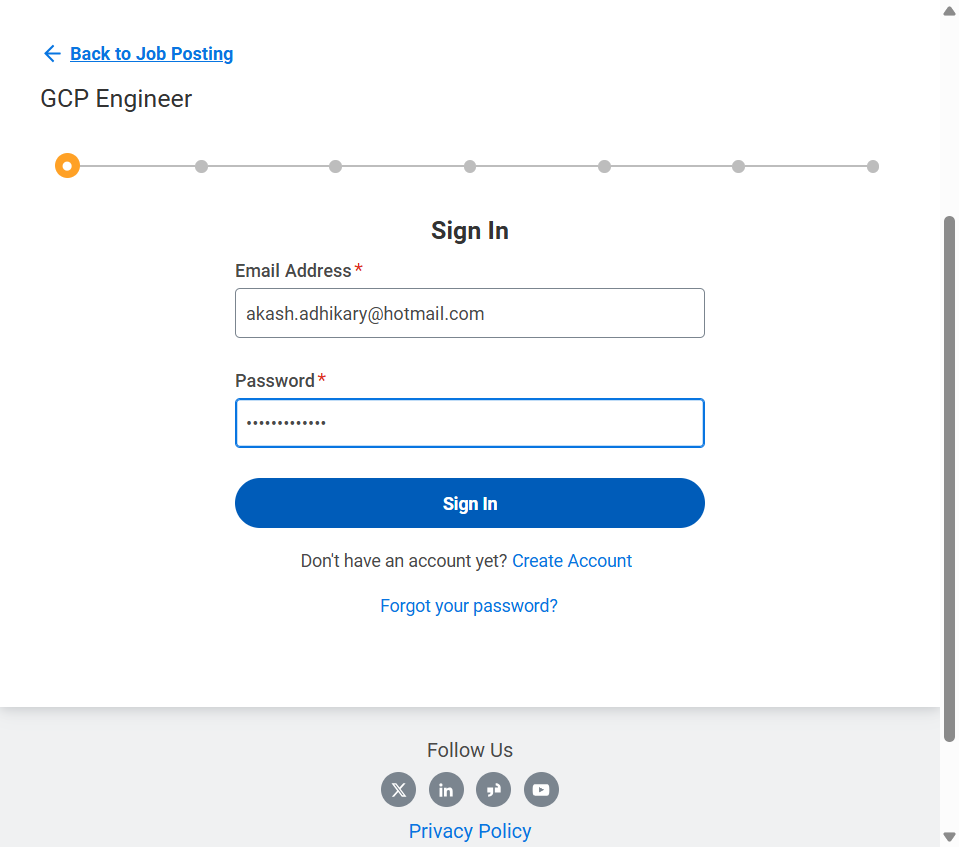 Back to Job Posting
GCP Engineer
Sign In
Email Address*
akash.adhikary@hotmail.com
Password*
•••••••••••••
Sign In
Don't have an account yet? Create Account
Forgot your password?
Follow Us
Privacy Policy